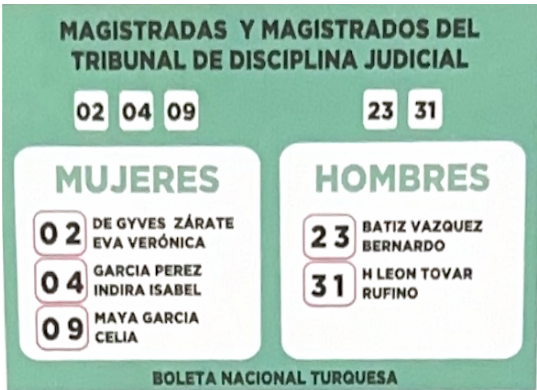 MAGISTRADAS Y MAGISTRADOS DEL
TRIBUNAL DE DISCIPLINA JUDICIAL
02 04 09
23 31
MUJERES
02 DE GYVES ZÁRATE
EVA VERÓNICA
04 GARCIA PEREZ
INDIRA ISABEL
09 MAYA GARCIA
CELIA
HOMBRES
23 BATIZ VAZQUEZ
BERNARDO
31 H LEON TOVAR
RUFINO
BOLETA NACIONAL TURQUESA